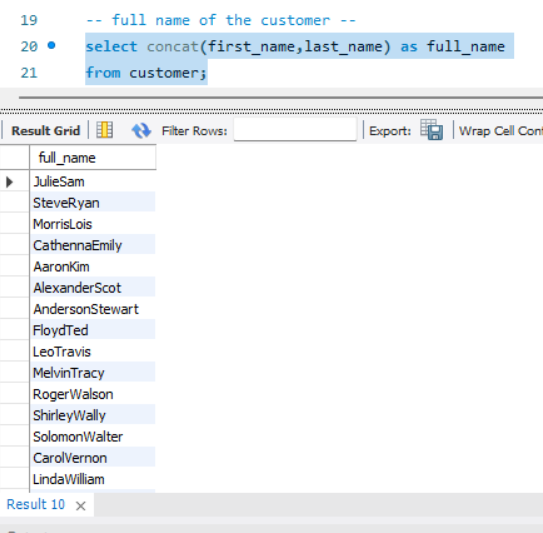 19 -- full name of the customer --
20 select concat(first_name,last_name) as full_name
21 from customer;
Result Grid Filter Rows: Export: Wrap Cell
full_name
JulieSam
SteveRyan
MorrisLois
CathennaEmily
AaronKim
AlexanderScot
AndersonStewart
FloydTed
LeoTravis
MelvinTracy
RogerWalson
ShirleyWally
SolomonWalter
CarolVernon
LindaWilliam
Result 10